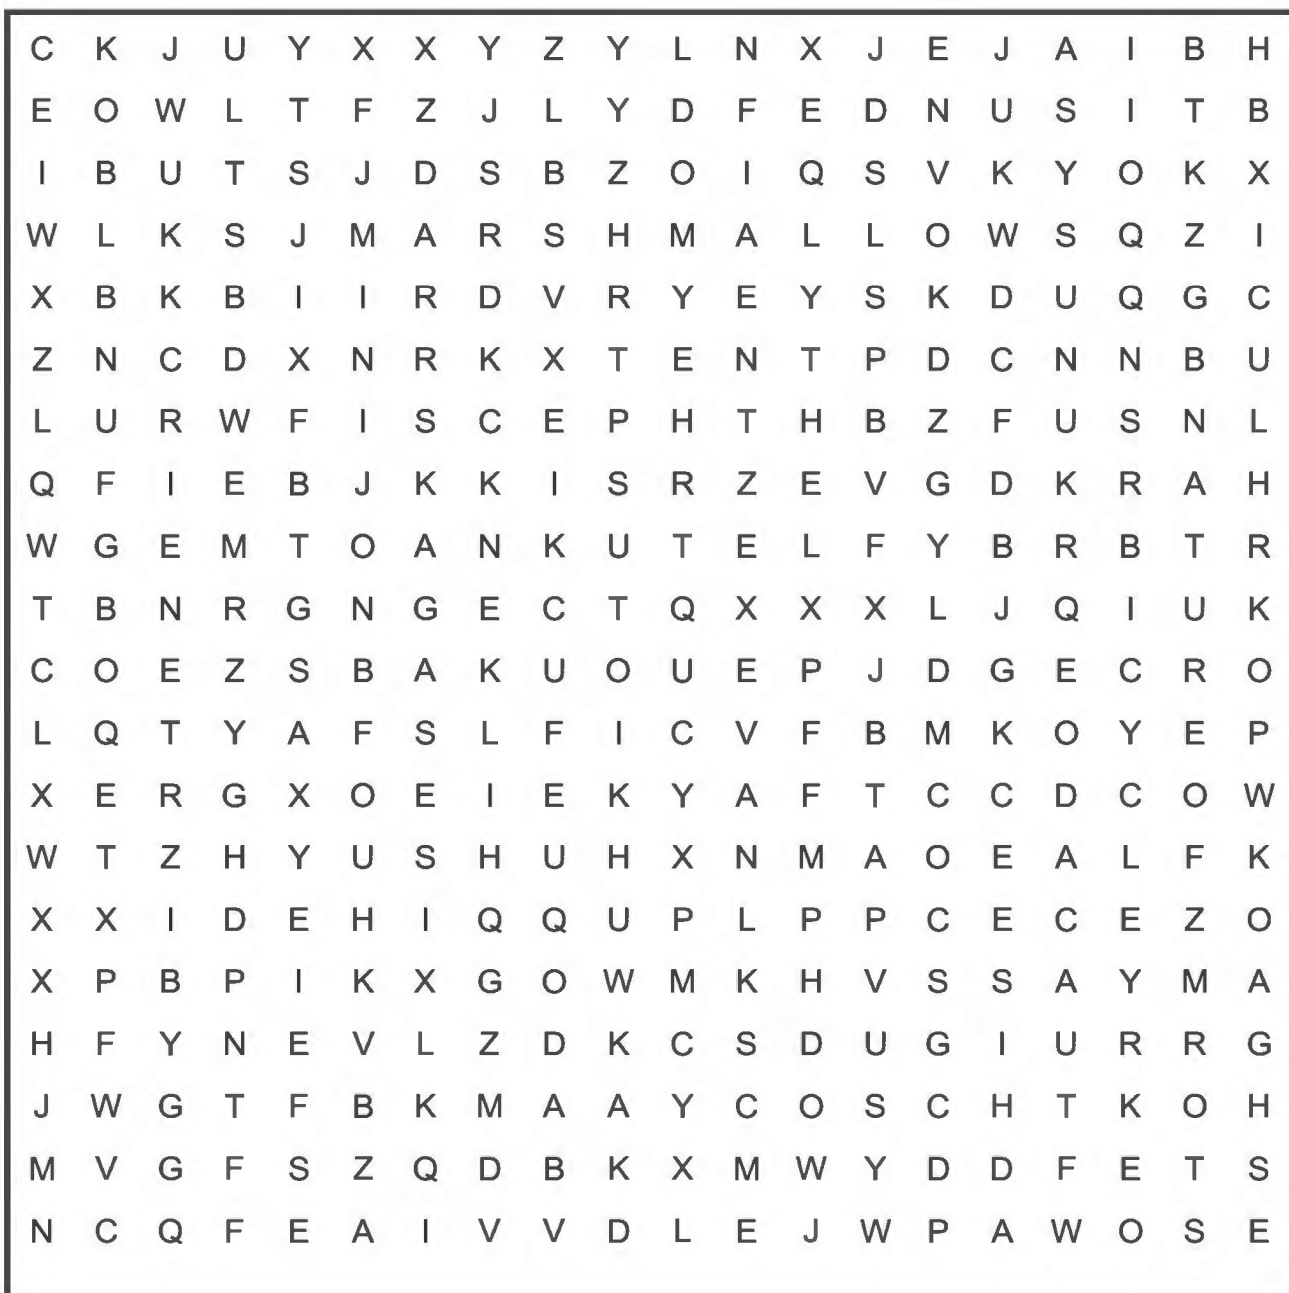 C K J U Y X X Y Z Y L N X J E J A I B H
E O W L T F Z J L Y D F E D N U S I T B
I B U T S J D S B Z O I Q S V K Y O K X
W L K S J M A R S H M A L L O W S Q Z I
X B K B I I R D V R Y E Y S K D U Q G C
Z N C D X N R K X T E N T P D C N N B U
L U R W F I S C E P H T H B Z F U S N L
Q F I E B J K K I S R Z E V G D K R A H
W G E M T O A N K U T E L F Y B R B T R
T B N R G N G E C T Q X X X L J Q I U K
C O E Z S B A K U O U E P J D G E C R O
L Q T Y A F S L F I C V F B M K O Y E P
X E R G X O E I E K Y A F T C C D C O W
W T Z H Y U S H U H X N M A O E A L F K
X X I D E H I Q Q U P L P P C E C E Z O
X P B P I K X G O W M K H V S S A Y M A
H F Y N E V L Z D K C S D U G I U R R G
J W G T F B K M A A Y C O S C H T K O H
M V G F S Z Q D B K X M W Y D D F E T S
N C Q F E A I V V D L E J W P A W O S E